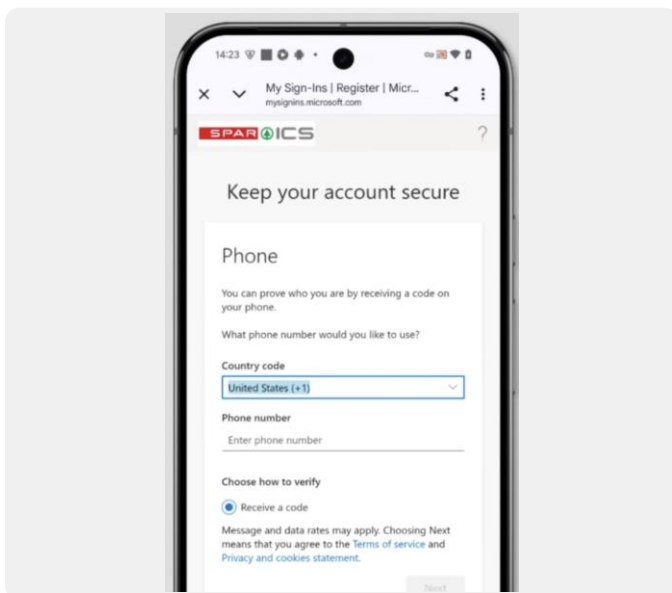 14:23
My Sign-Ins | Register | Micr...
mysignins.microsoft.com
SPAR ICS
?
Keep your account secure
Phone
You can prove who you are by receiving a code on
your phone.
What phone number would you like to use?
Country code
United States (+1)
Phone number
Enter phone number
Choose how to verify
Receive a code
Message and data rates may apply. Choosing Next
means that you agree to the Terms of service and
Privacy and cookies statement.
Next